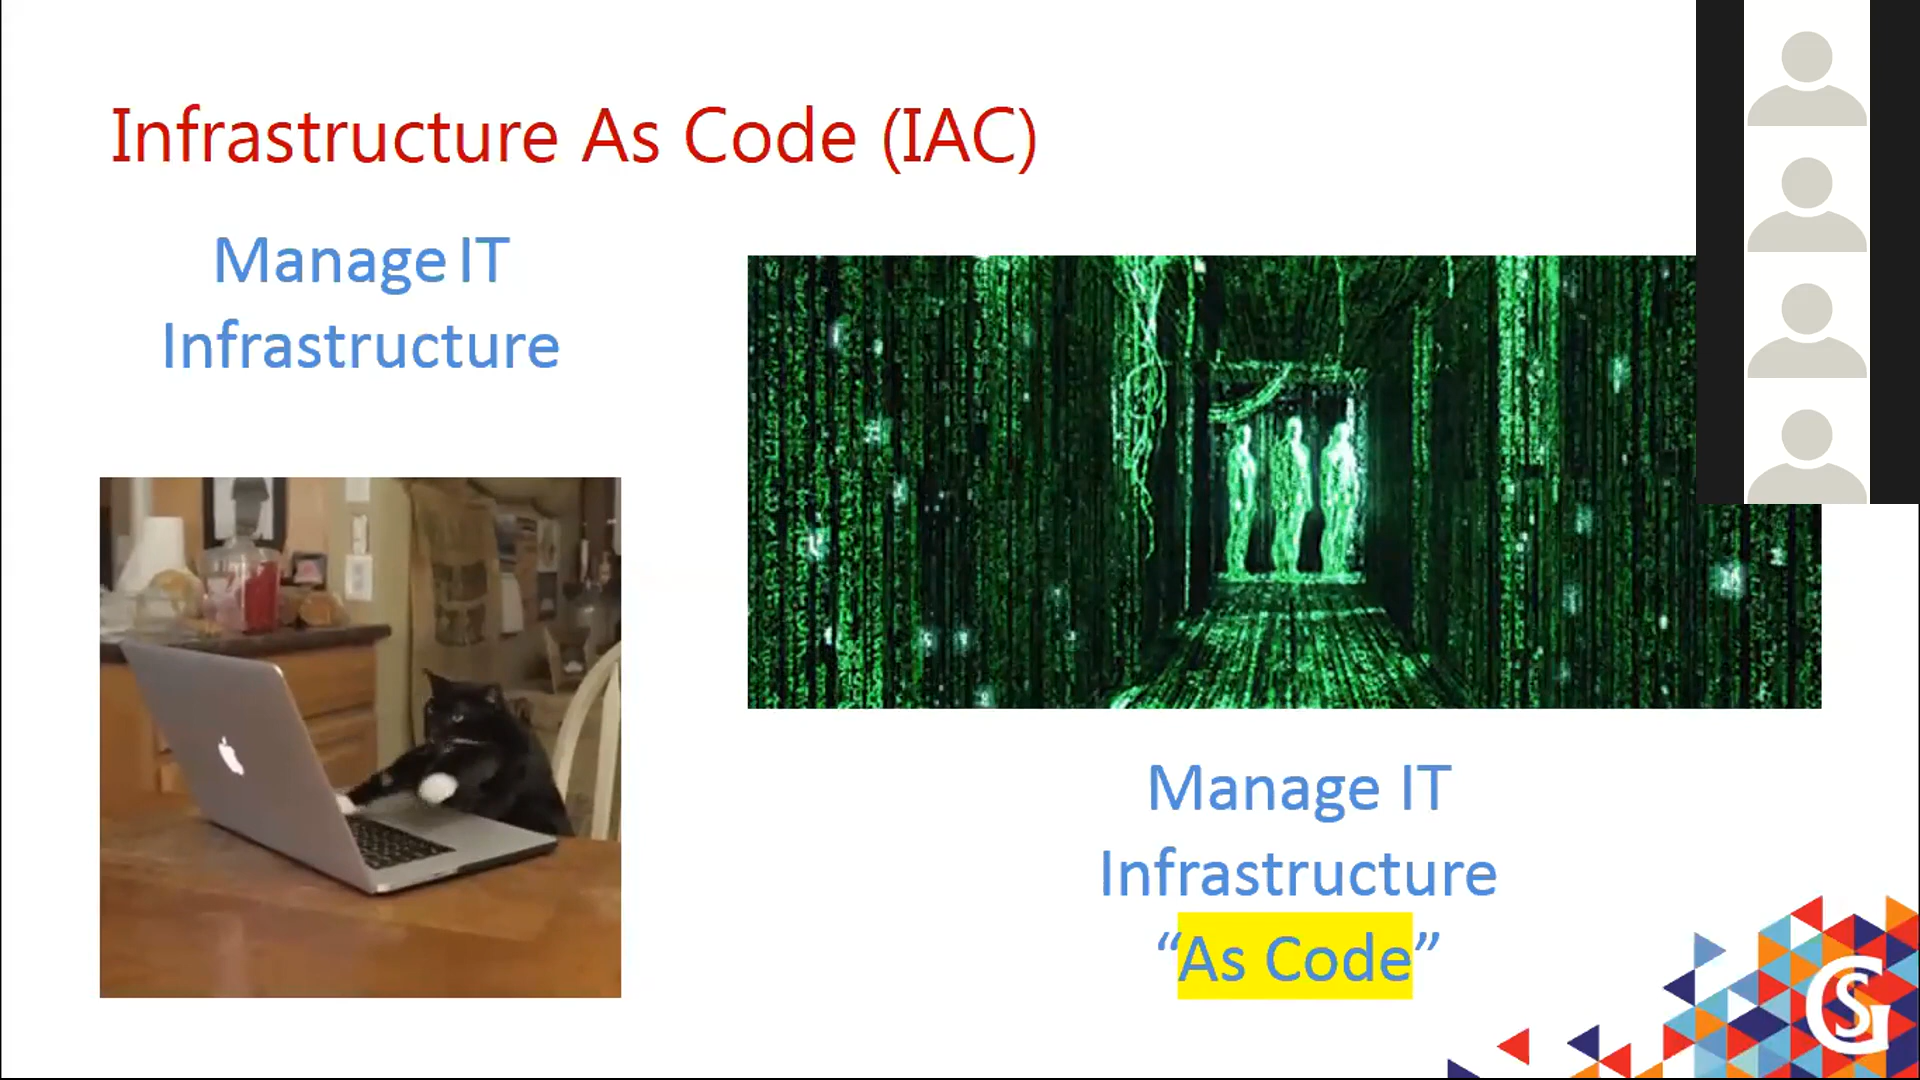 Infrastructure As Code (IAC)
Manage IT
Infrastructure
Manage IT
Infrastructure
“As Code”